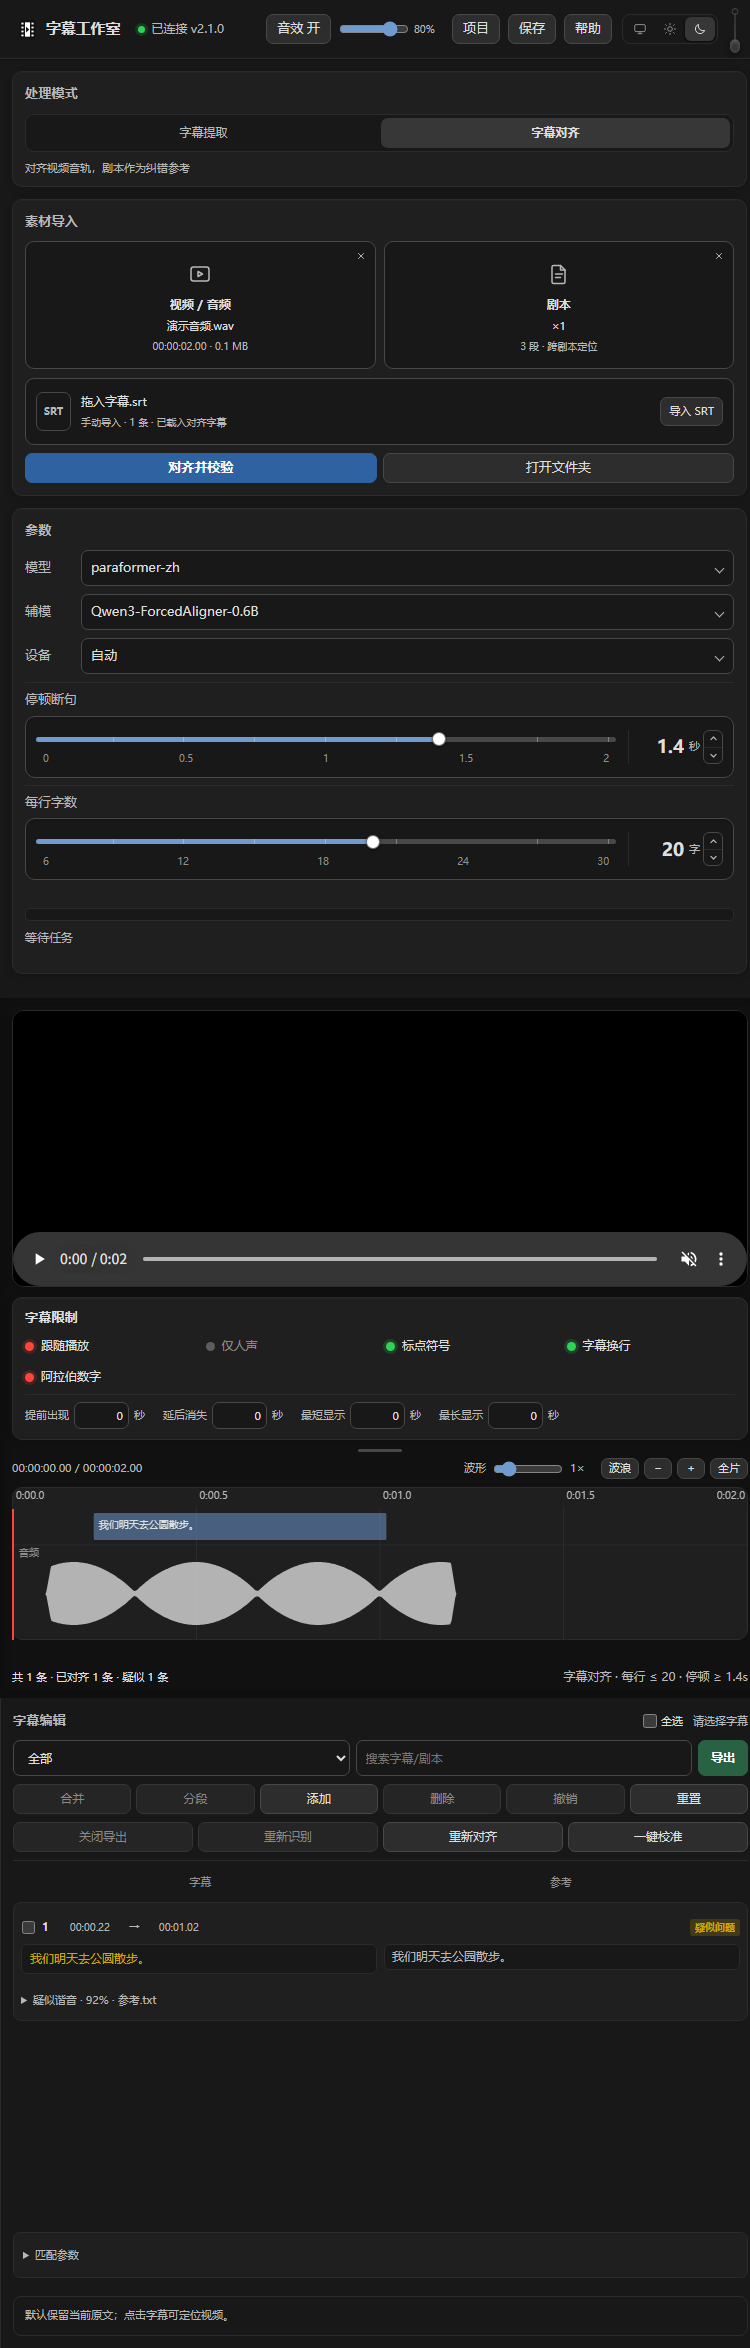 字幕工作室 已连接 v2.1.0 音效 开 80% 项目 保存 帮助
处理模式
字幕提取 字幕对齐
对齐视频音轨，剧本作为纠错参考
素材导入
× ×
视频 / 音频 剧本
演示音频.wav ×1
00:00:02.00 · 0.1 MB 3 段 · 跨剧本定位
SRT 拖入字幕.srt 导入 SRT
手动导入 · 1 条 · 已载入对齐字幕
对齐并校验 打开文件夹
参数
模型 paraformer-zh
辅模 Qwen3-ForcedAligner-0.6B
设备 自动
停顿断句
1.4 秒
0 0.5 1 1.5 2
每行字数
20 字
6 12 18 24 30
等待任务
0:00 / 0:02
字幕限制
跟随播放 仅人声 标点符号 字幕换行
阿拉伯数字
提前出现 0 秒 延后消失 0 秒 最短显示 0 秒 最长显示 0 秒
00:00:00.00 / 00:00:02.00 波形 1× 波浪 − + 全片
0:00.0 0:00.5 0:01.0 0:01.5 0:02.0
我们明天去公圆散步。
音频
共 1 条 · 已对齐 1 条 · 疑似 1 条 字幕对齐 · 每行 ≤ 20 · 停顿 ≥ 1.4s
字幕编辑 全选 请选择字幕
全部 搜索字幕/剧本 导出
合并 分段 添加 删除 撤销 重置
关闭导出 重新识别 重新对齐 一键校准
字幕 参考
1 00:00.22 → 00:01.02 疑似问题
我们明天去公圆散步。 我们明天去公园散步。
疑似谐音 · 92% · 参考.txt
匹配参数
默认保留当前原文；点击字幕可定位视频。